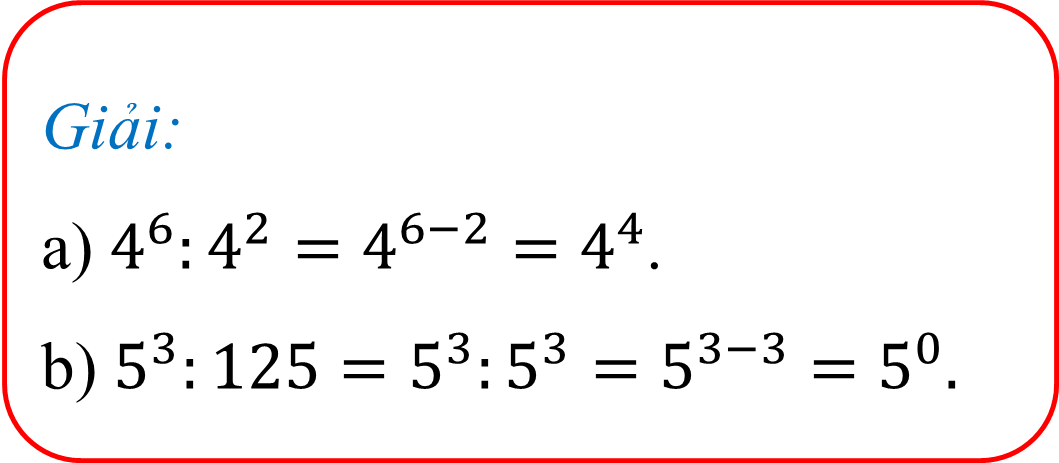 Giải:
a) 4⁶: 4² = 4⁶⁻² = 4⁴.
b) 5³: 125 = 5³: 5³ = 5³⁻³ = 5⁰.